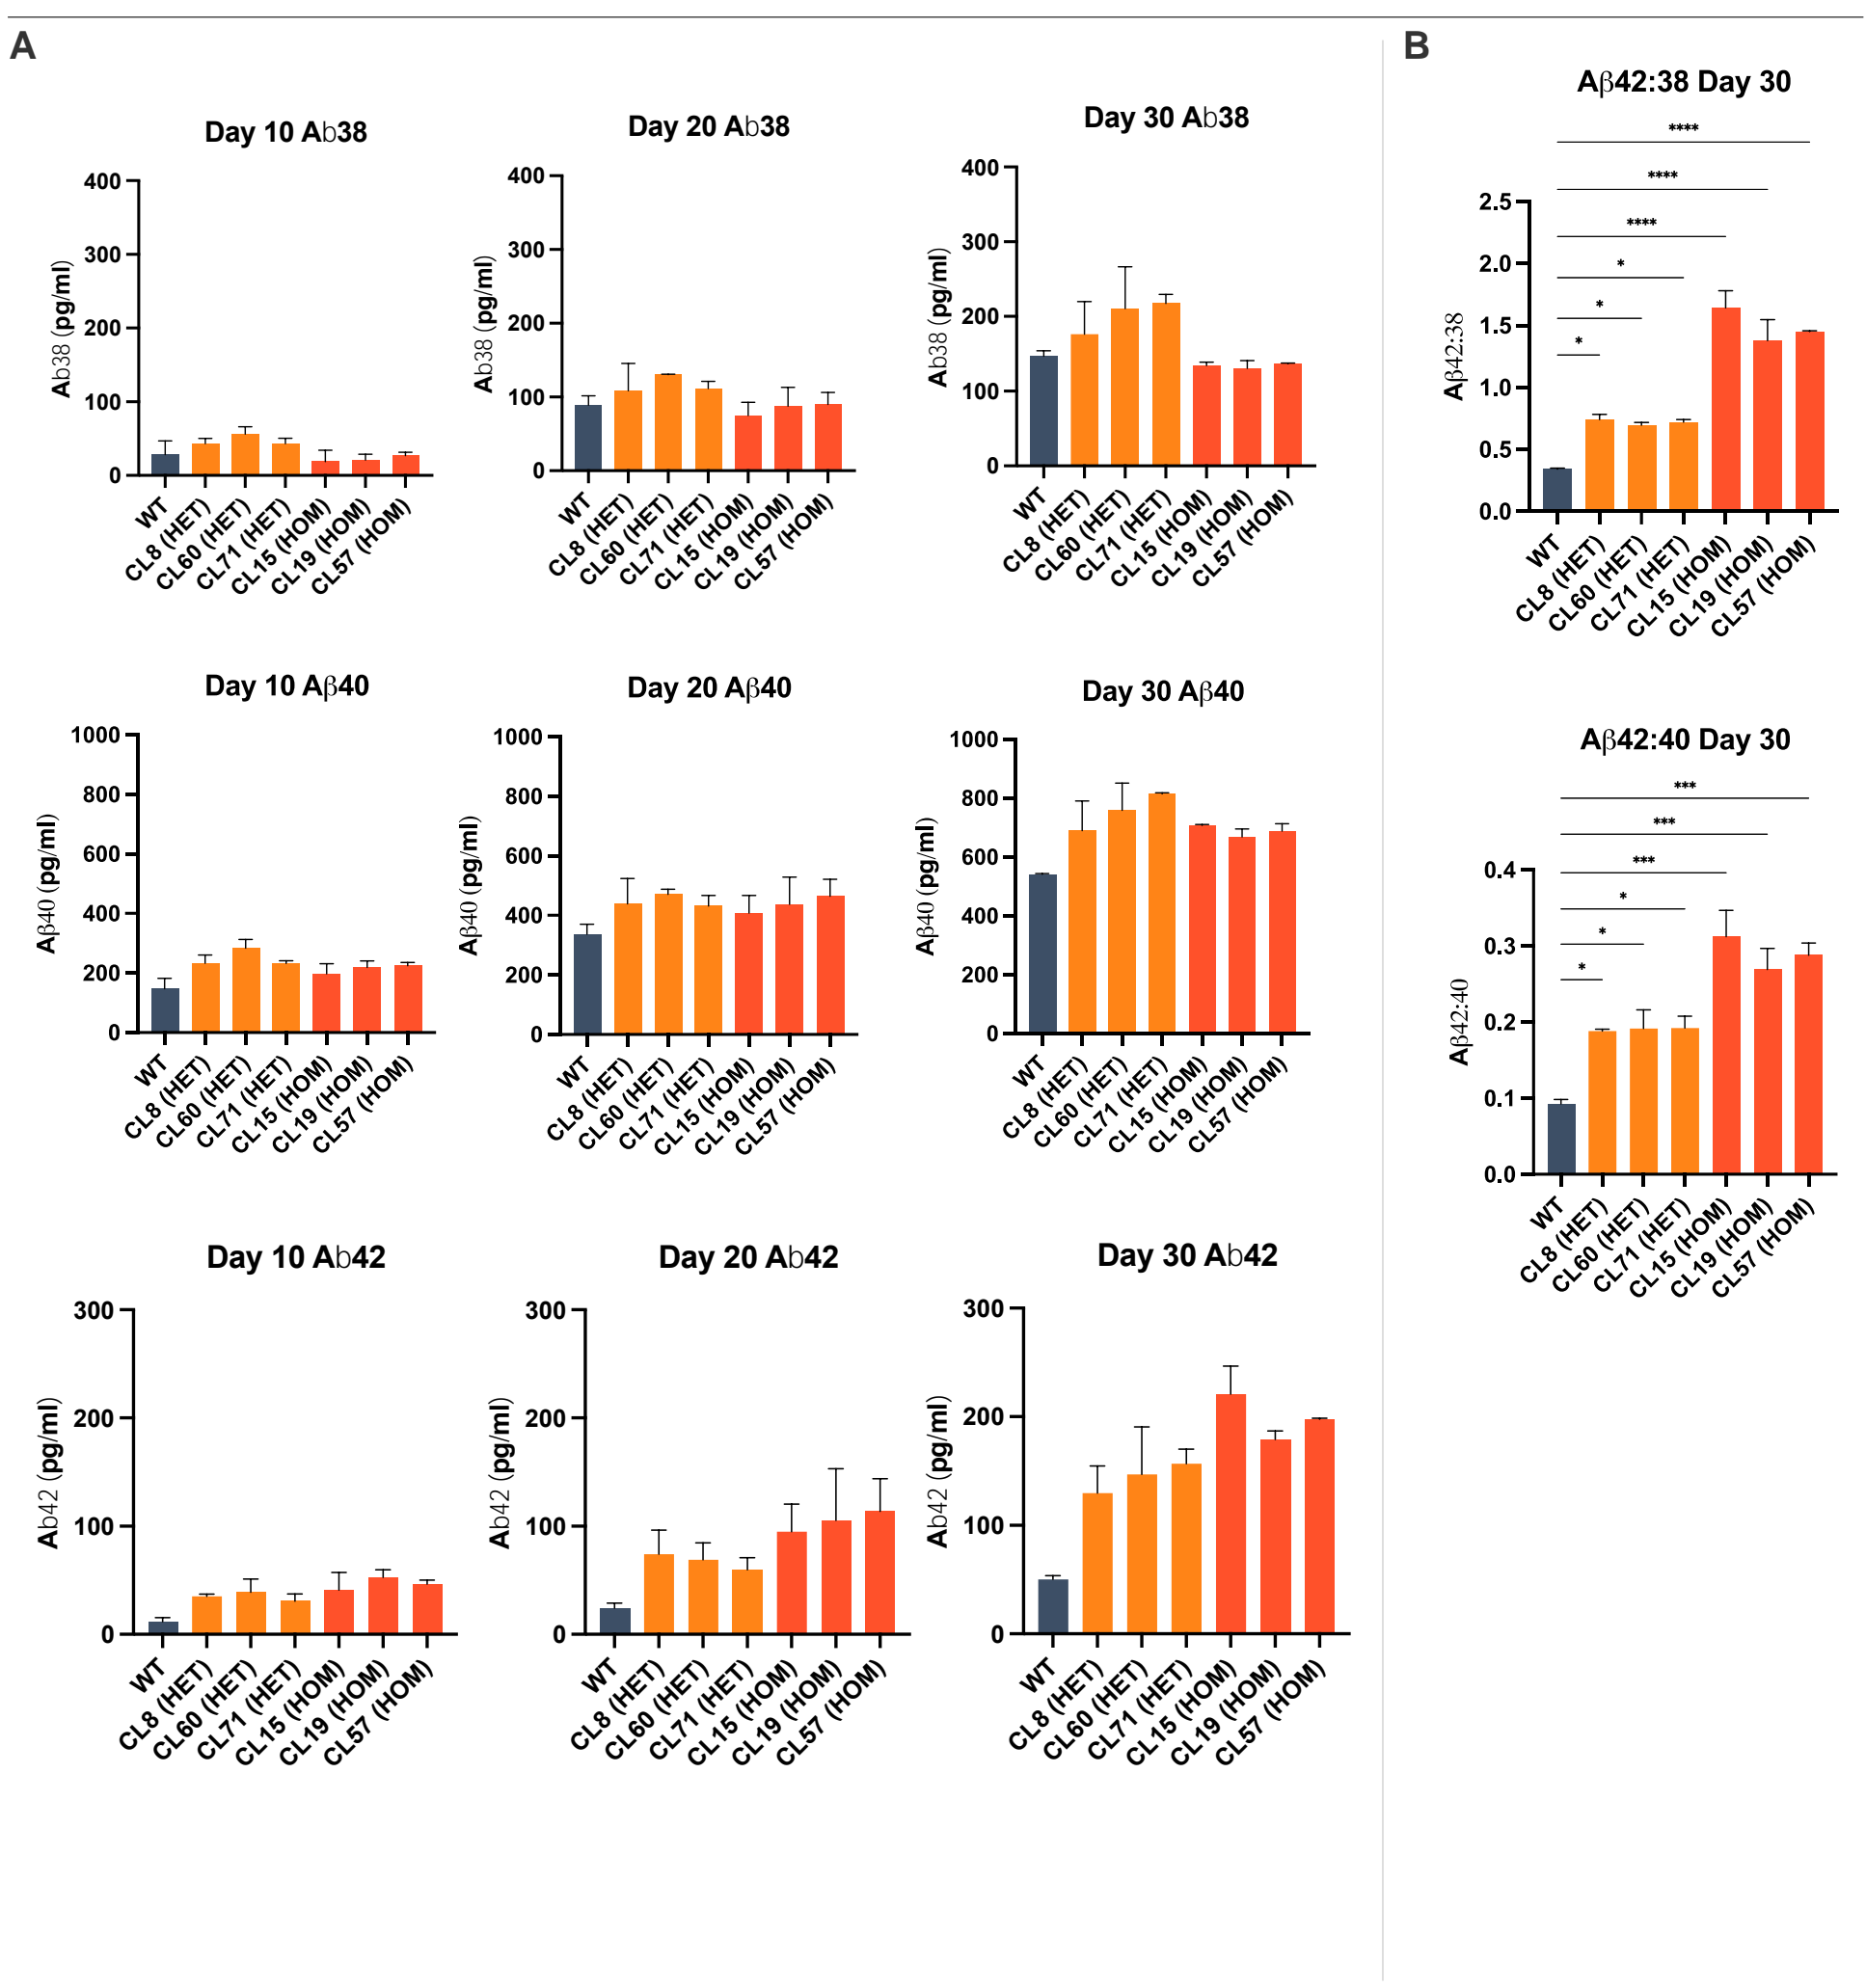 A
B
Day 10 Ab38
Ab38 (pg/ml)
400
300
200
100
0
WT
CL8 (HET)
CL60 (HET)
CL71 (HET)
CL15 (HOM)
CL19 (HOM)
CL57 (HOM)
Day 20 Ab38
Ab38 (pg/ml)
400
300
200
100
0
WT
CL8 (HET)
CL60 (HET)
CL71 (HET)
CL15 (HOM)
CL19 (HOM)
CL57 (HOM)
Day 30 Ab38
Ab38 (pg/ml)
400
300
200
100
0
WT
CL8 (HET)
CL60 (HET)
CL71 (HET)
CL15 (HOM)
CL19 (HOM)
CL57 (HOM)
Day 10 Aβ40
Aβ40 (pg/ml)
1000
800
600
400
200
0
WT
CL8 (HET)
CL60 (HET)
CL71 (HET)
CL15 (HOM)
CL19 (HOM)
CL57 (HOM)
Day 20 Aβ40
Aβ40 (pg/ml)
1000
800
600
400
200
0
WT
CL8 (HET)
CL60 (HET)
CL71 (HET)
CL15 (HOM)
CL19 (HOM)
CL57 (HOM)
Day 30 Aβ40
Aβ40 (pg/ml)
1000
800
600
400
200
0
WT
CL8 (HET)
CL60 (HET)
CL71 (HET)
CL15 (HOM)
CL19 (HOM)
CL57 (HOM)
Day 10 Ab42
Ab42 (pg/ml)
300
200
100
0
WT
CL8 (HET)
CL60 (HET)
CL71 (HET)
CL15 (HOM)
CL19 (HOM)
CL57 (HOM)
Day 20 Ab42
Ab42 (pg/ml)
300
200
100
0
WT
CL8 (HET)
CL60 (HET)
CL71 (HET)
CL15 (HOM)
CL19 (HOM)
CL57 (HOM)
Day 30 Ab42
Ab42 (pg/ml)
300
200
100
0
WT
CL8 (HET)
CL60 (HET)
CL71 (HET)
CL15 (HOM)
CL19 (HOM)
CL57 (HOM)
Aβ42:38 Day 30
****
****
****
*
*
*
Aβ42:38
2.5
2.0
1.5
1.0
0.5
0.0
WT
CL8 (HET)
CL60 (HET)
CL71 (HET)
CL15 (HOM)
CL19 (HOM)
CL57 (HOM)
Aβ42:40 Day 30
***
***
***
*
*
*
Aβ42:40
0.4
0.3
0.2
0.1
0.0
WT
CL8 (HET)
CL60 (HET)
CL71 (HET)
CL15 (HOM)
CL19 (HOM)
CL57 (HOM)